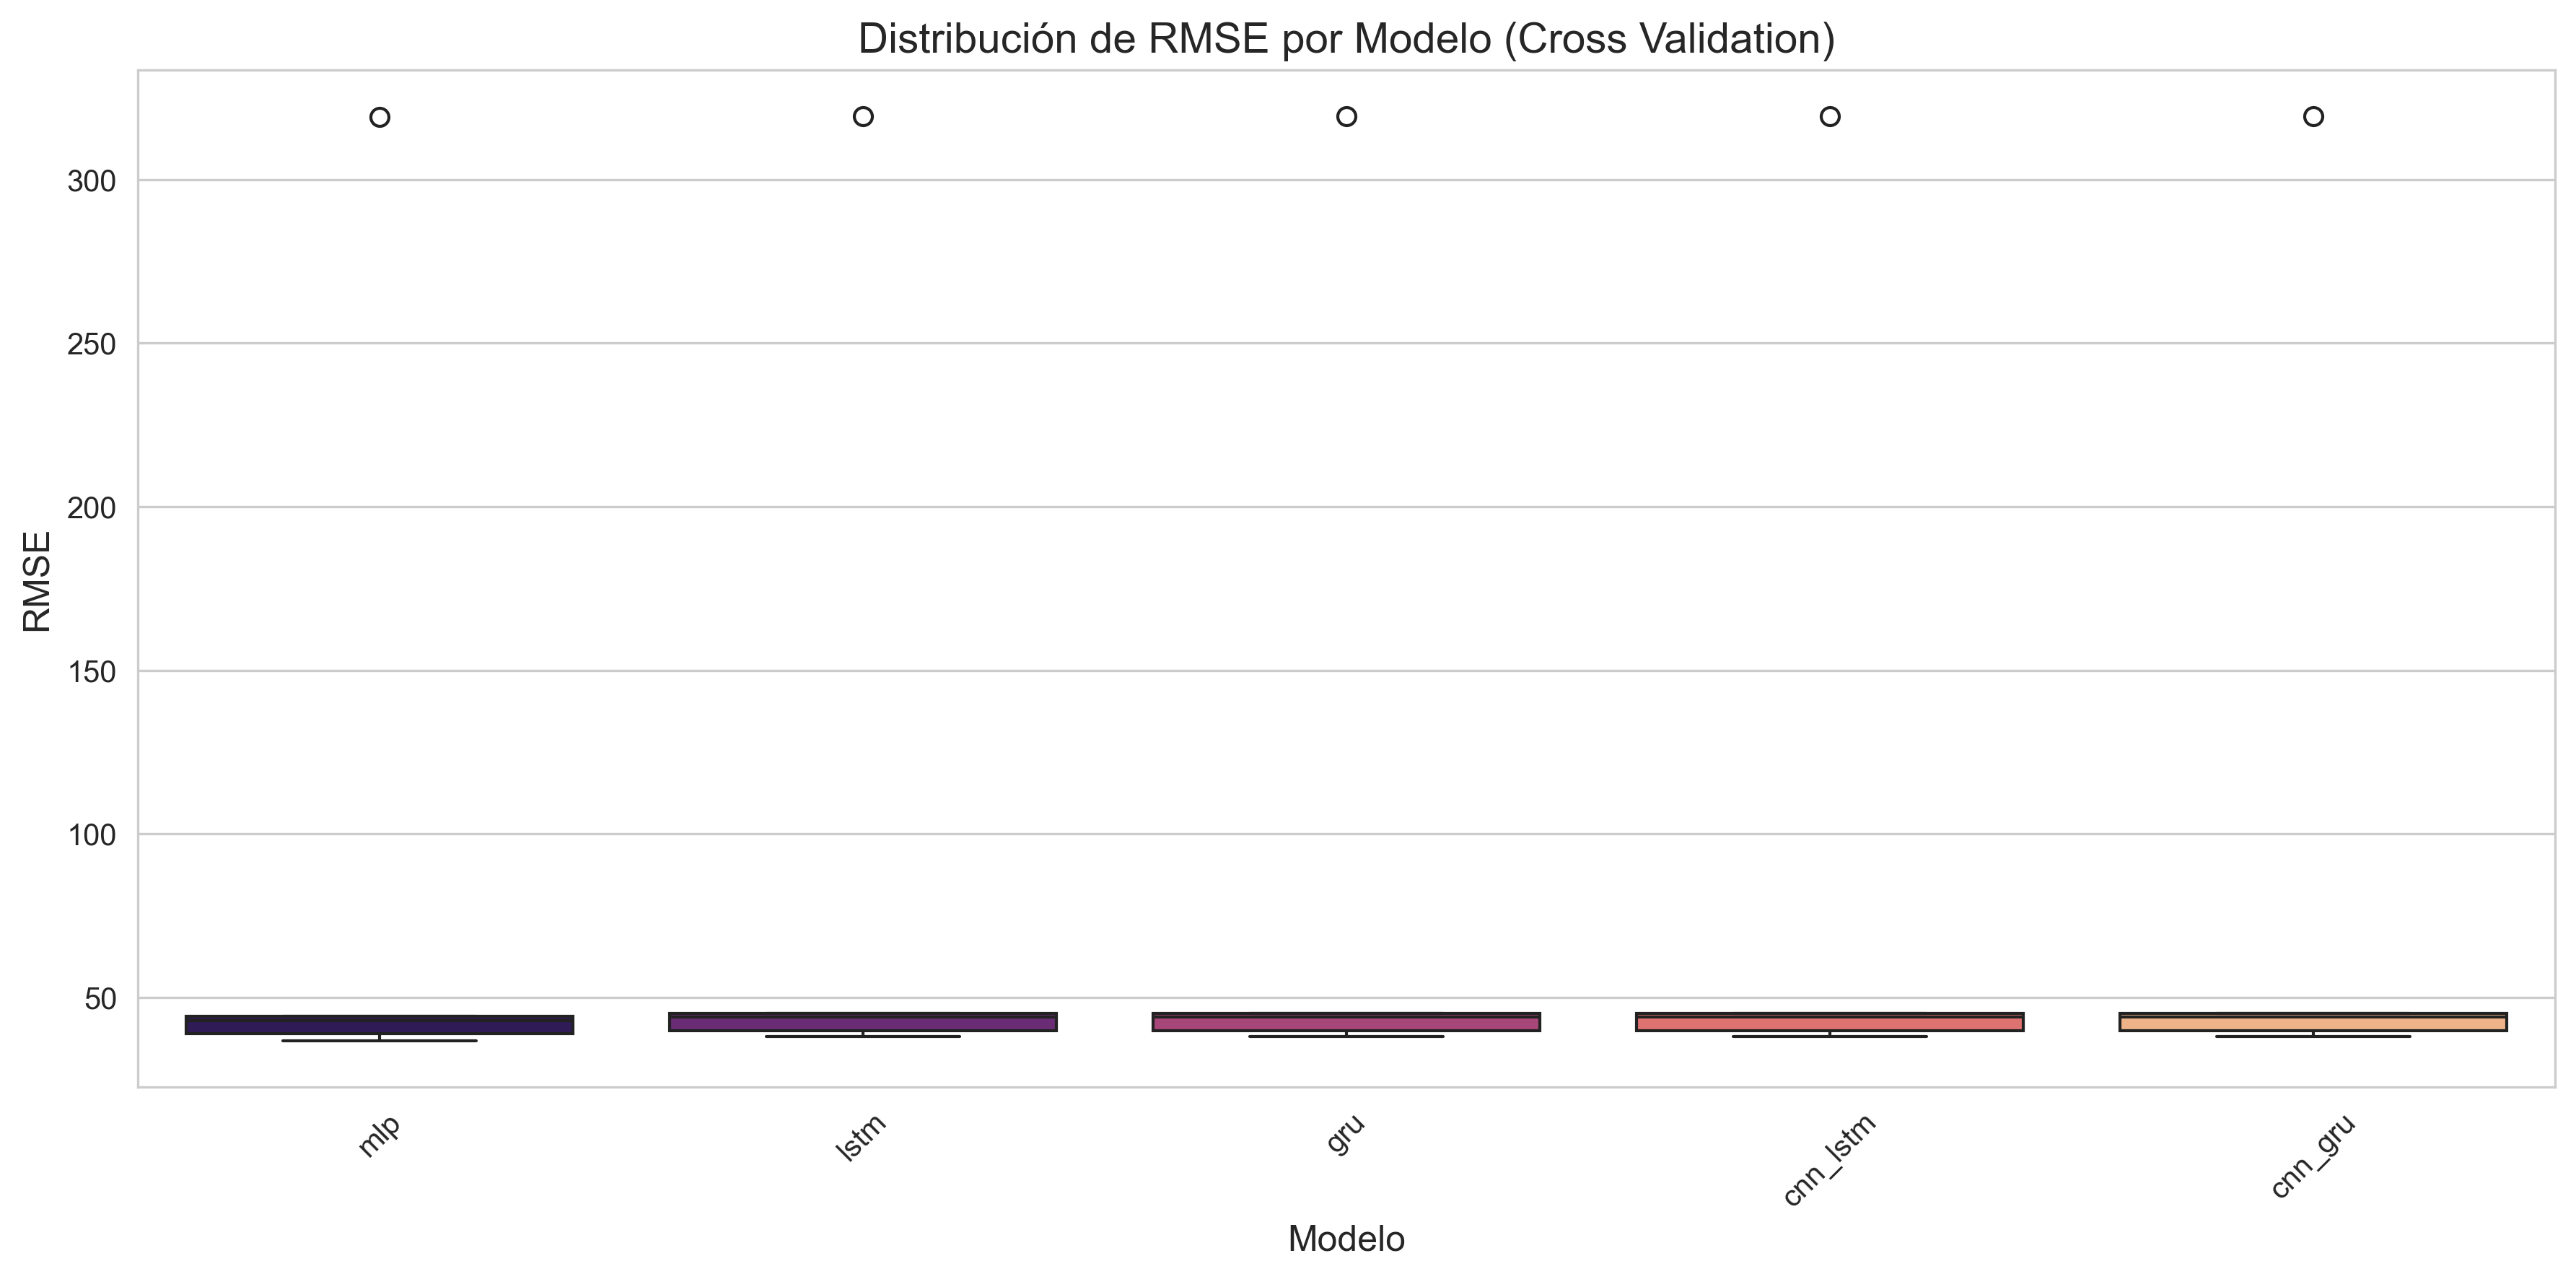 Distribución de RMSE por Modelo (Cross Validation)
RMSE
300
250
200
150
100
50
mlp
lstm
gru
cnn_lstm
cnn_gru
Modelo